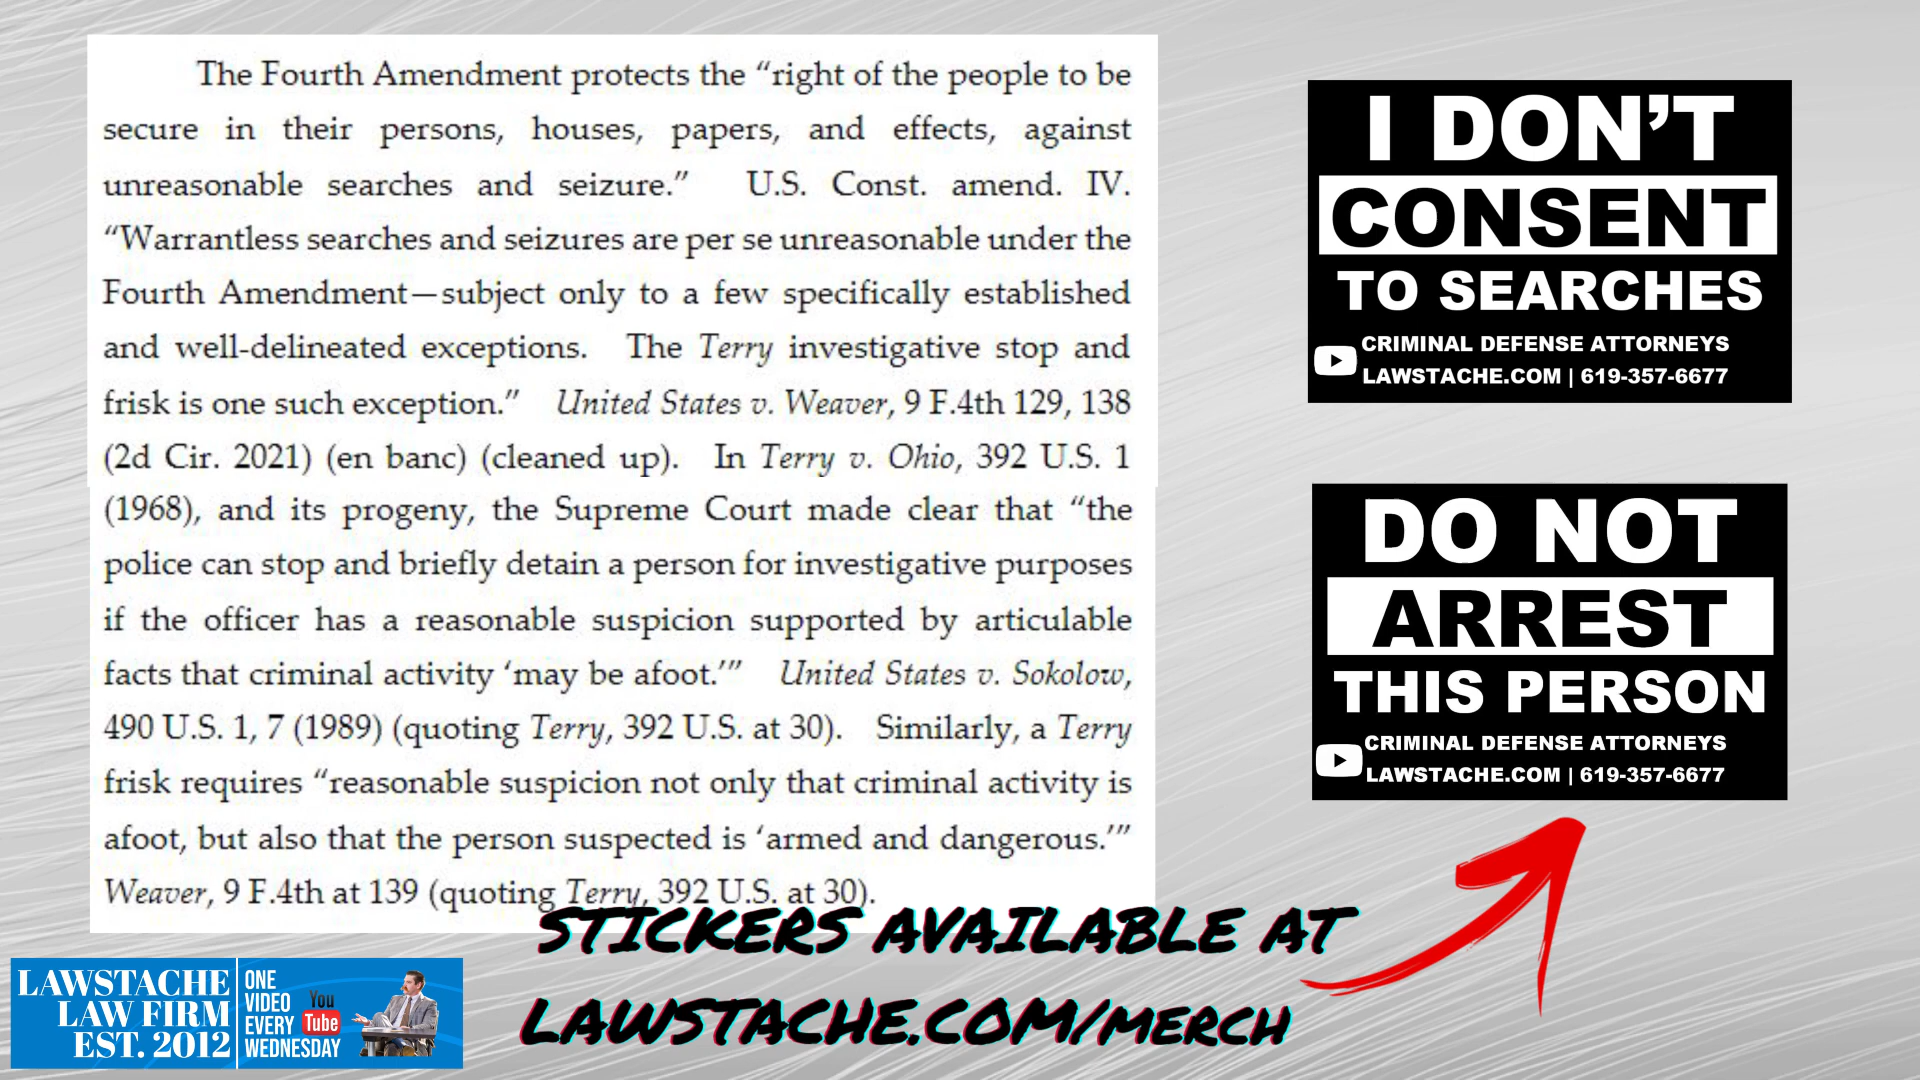 The Fourth Amendment protects the “right of the people to be
secure in their persons, houses, papers, and effects, against
unreasonable searches and seizure.” U.S. Const. amend. IV.
“Warrantless searches and seizures are per se unreasonable under the
Fourth Amendment—subject only to a few specifically established
and well-delineated exceptions. The Terry investigative stop and
frisk is one such exception.” United States v. Weaver, 9 F.4th 129, 138
(2d Cir. 2021) (en banc) (cleaned up). In Terry v. Ohio, 392 U.S. 1
(1968), and its progeny, the Supreme Court made clear that “the
police can stop and briefly detain a person for investigative purposes
if the officer has a reasonable suspicion supported by articulable
facts that criminal activity ‘may be afoot.’” United States v. Sokolow,
490 U.S. 1, 7 (1989) (quoting Terry, 392 U.S. at 30). Similarly, a Terry
frisk requires “reasonable suspicion not only that criminal activity is
afoot, but also that the person suspected is ‘armed and dangerous.’”
Weaver, 9 F.4th at 139 (quoting Terry, 392 U.S. at 30).
I DON’T
CONSENT
TO SEARCHES
CRIMINAL DEFENSE ATTORNEYS
LAWSTACHE.COM | 619-357-6677
DO NOT
ARREST
THIS PERSON
CRIMINAL DEFENSE ATTORNEYS
LAWSTACHE.COM | 619-357-6677
STICKERS AVAILABLE AT
LAWSTACHE.COM/MERCH
LAWSTACHE
LAW FIRM
EST. 2012
ONE
VIDEO
EVERY
WEDNESDAY
You
Tube